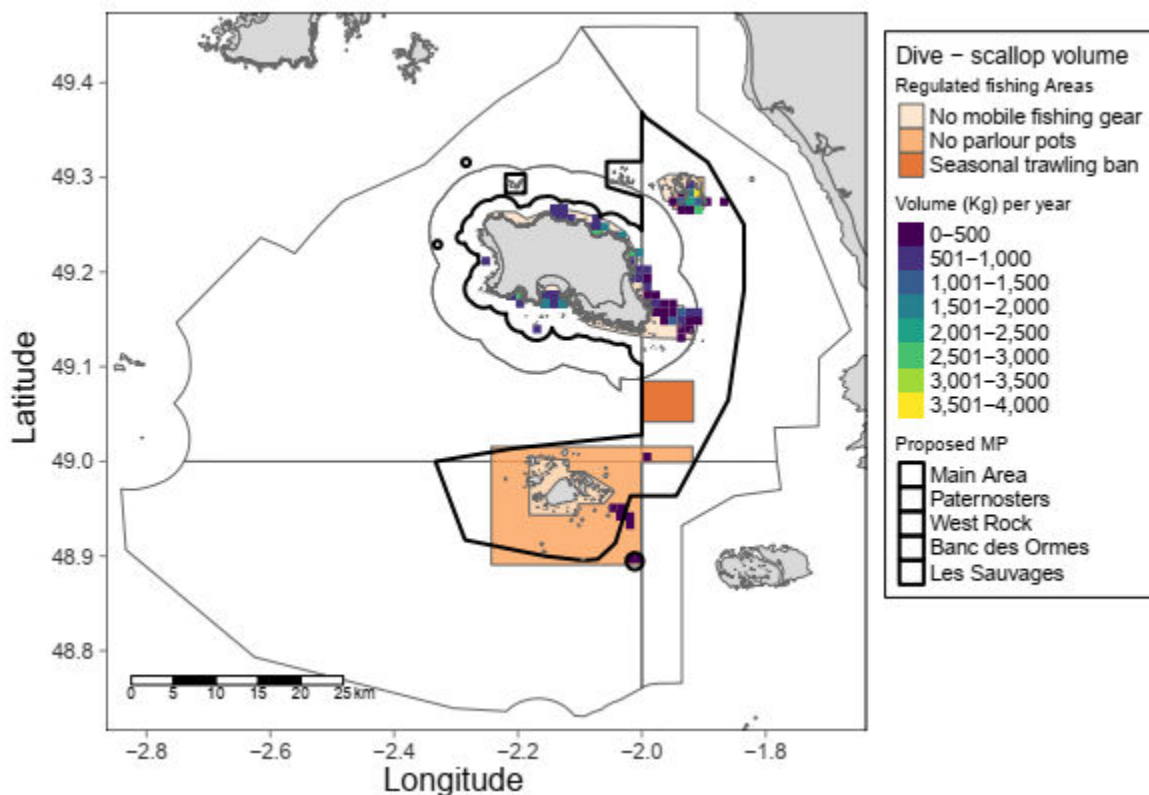 Dive − scallop volume
Regulated fishing Areas
No mobile fishing gear
No parlour pots
Seasonal trawling ban
Volume (Kg) per year
0−500
501−1,000
1,001−1,500
1,501−2,000
2,001−2,500
2,501−3,000
3,001−3,500
3,501−4,000
Proposed MP
Main Area
Paternosters
West Rock
Banc des Ormes
Les Sauvages
49.4
49.3
49.2
49.1
49.0
48.9
48.8
Latitude
0 5 10 15 20 25 km
−2.8 −2.6 −2.4 −2.2 −2.0 −1.8
Longitude